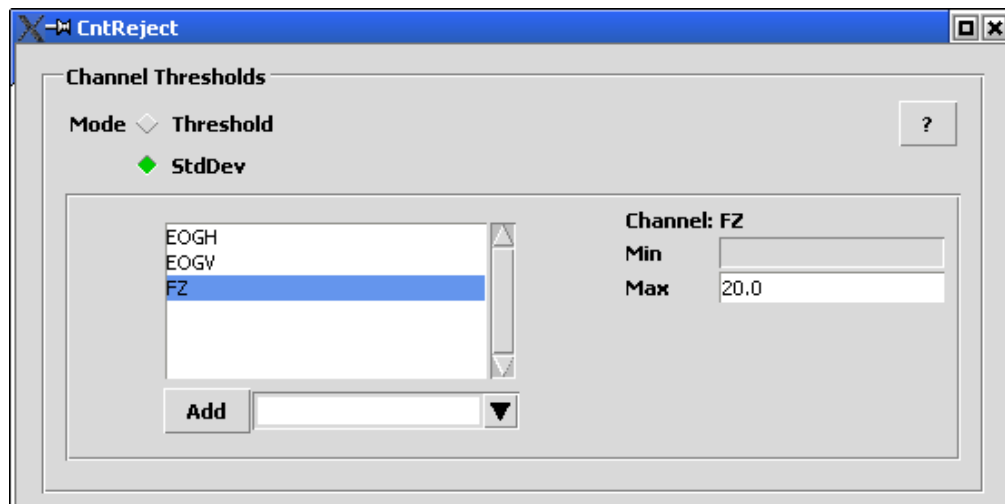 CntReject
Channel Thresholds
Mode Threshold
?
StdDev
EOGH
EOGV
FZ
Channel: FZ
Min
Max 20.0
Add